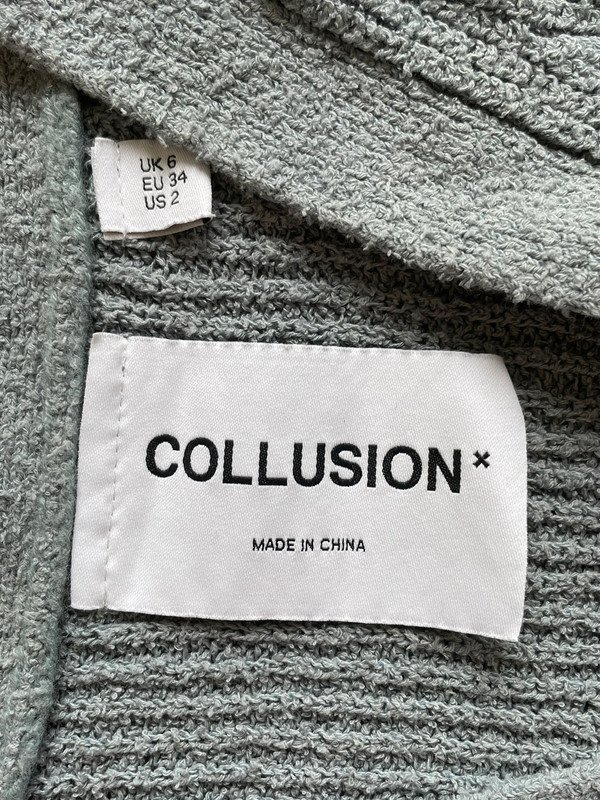 UK 6
EU 34
US 2
COLLUSION×
MADE IN CHINA